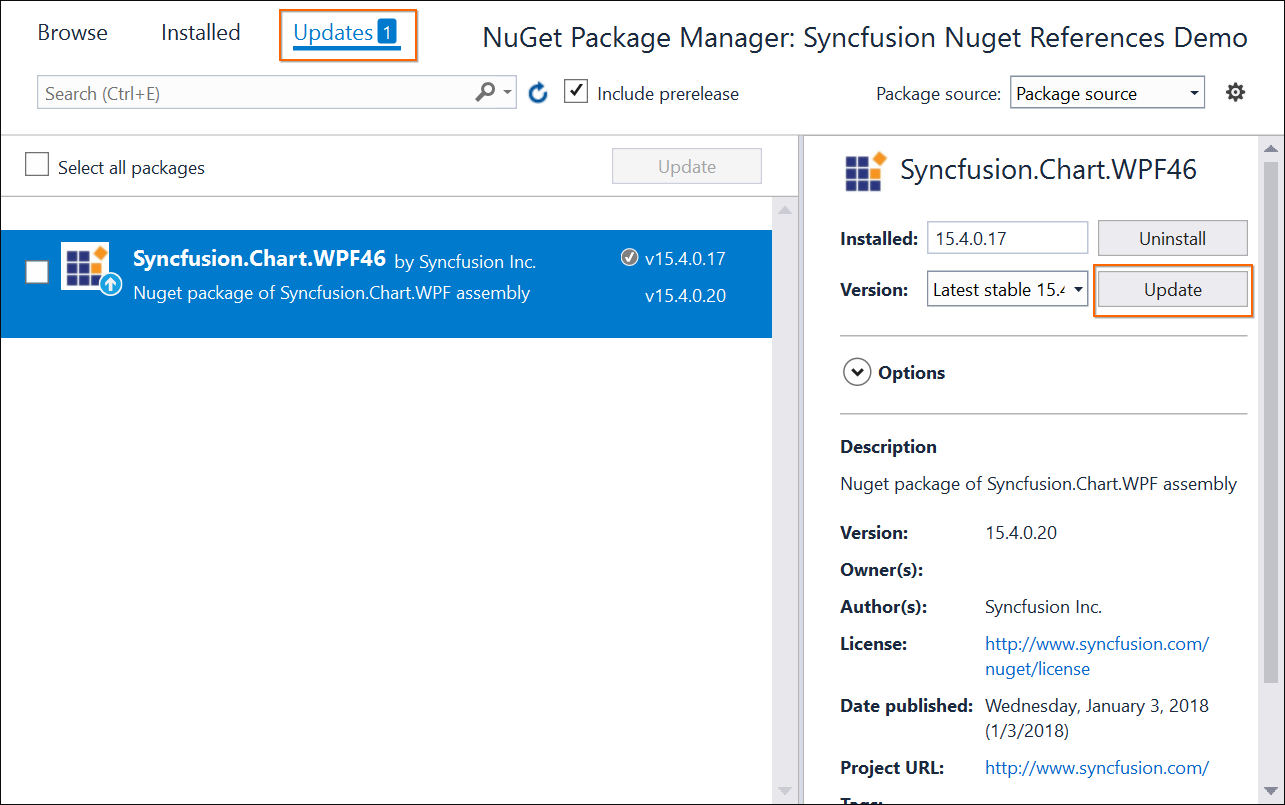 Browse Installed Updates 1 NuGet Package Manager: Syncfusion Nuget References Demo
Search (Ctrl+E) Include prerelease Package source: Package source
Select all packages Update
Syncfusion.Chart.WPF46 by Syncfusion Inc. v15.4.0.17
Nuget package of Syncfusion.Chart.WPF assembly v15.4.0.20
Syncfusion.Chart.WPF46
Installed: 15.4.0.17 Uninstall
Version: Latest stable 15.4 Update
Options
Description
Nuget package of Syncfusion.Chart.WPF assembly
Version: 15.4.0.20
Owner(s):
Author(s): Syncfusion Inc.
License: http://www.syncfusion.com/
nuget/license
Date published: Wednesday, January 3, 2018
(1/3/2018)
Project URL: http://www.syncfusion.com/
Tags: